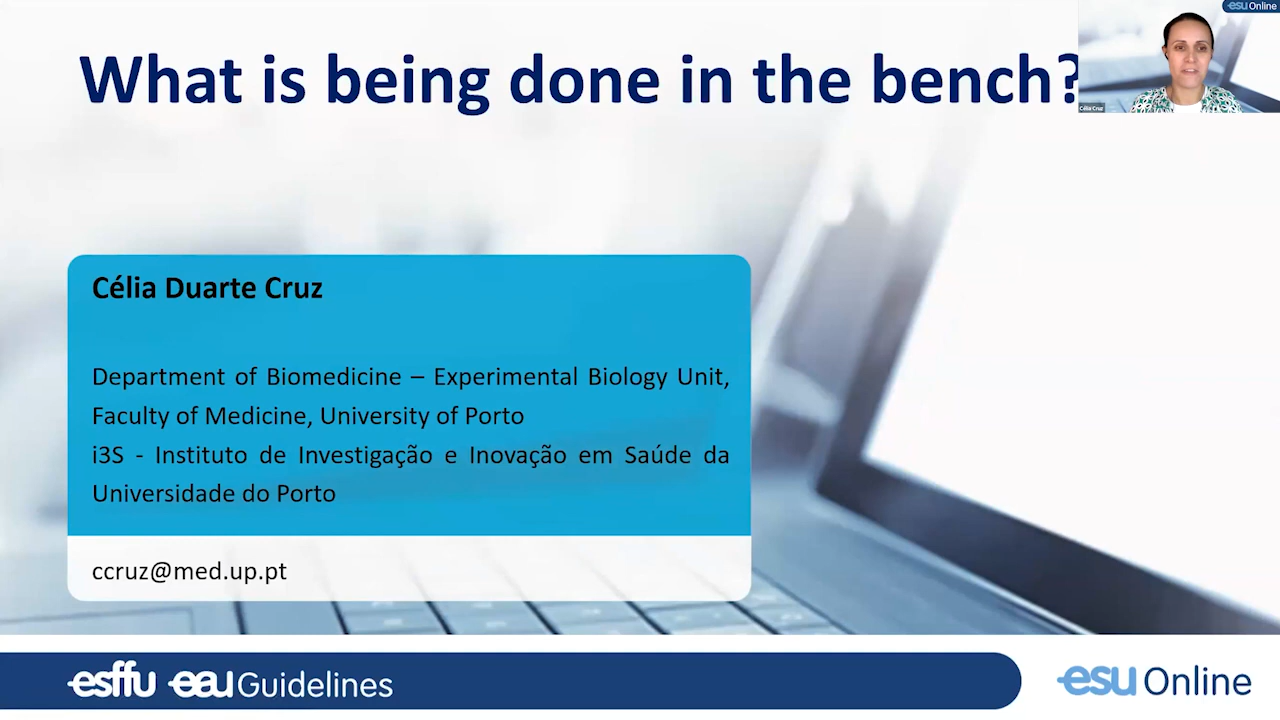 What is being done in the bench?
esu Online
Célia Cruz
Célia Duarte Cruz
Department of Biomedicine – Experimental Biology Unit,
Faculty of Medicine, University of Porto
i3S - Instituto de Investigação e Inovação em Saúde da
Universidade do Porto
ccruz@med.up.pt
esffu eau Guidelines
esu Online